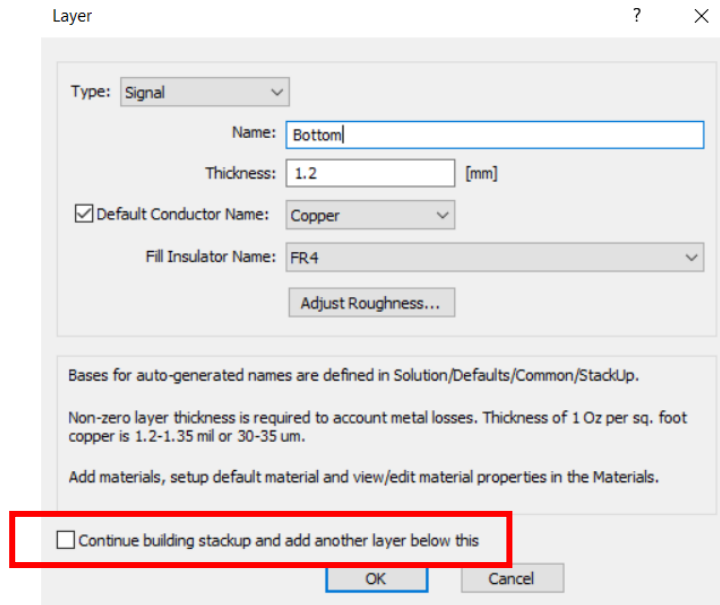 Layer ?
Type: Signal
Name: Bottom
Thickness: 1.2 [mm]
Default Conductor Name: Copper
Fill Insulator Name: FR4
Adjust Roughness...
Bases for auto-generated names are defined in Solution/Defaults/Common/StackUp.
Non-zero layer thickness is required to account metal losses. Thickness of 1 Oz per sq. foot
copper is 1.2-1.35 mil or 30-35 um.
Add materials, setup default material and view/edit material properties in the Materials.
Continue building stackup and add another layer below this
OK Cancel